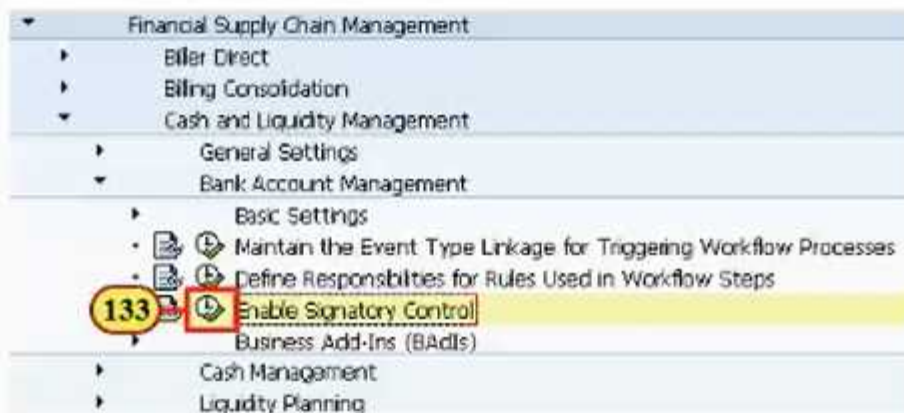 Financial Supply Chain Management
Biller Direct
Billing Consolidation
Cash and Liquidity Management
General Settings
Bank Account Management
Basic Settings
Maintain the Event Type Linkage for Triggering Workflow Processes
Define Responsibilities for Rules Used in Workflow Steps
133 Enable Signatory Control
Business Add-Ins (BAdIs)
Cash Management
Liquidity Planning